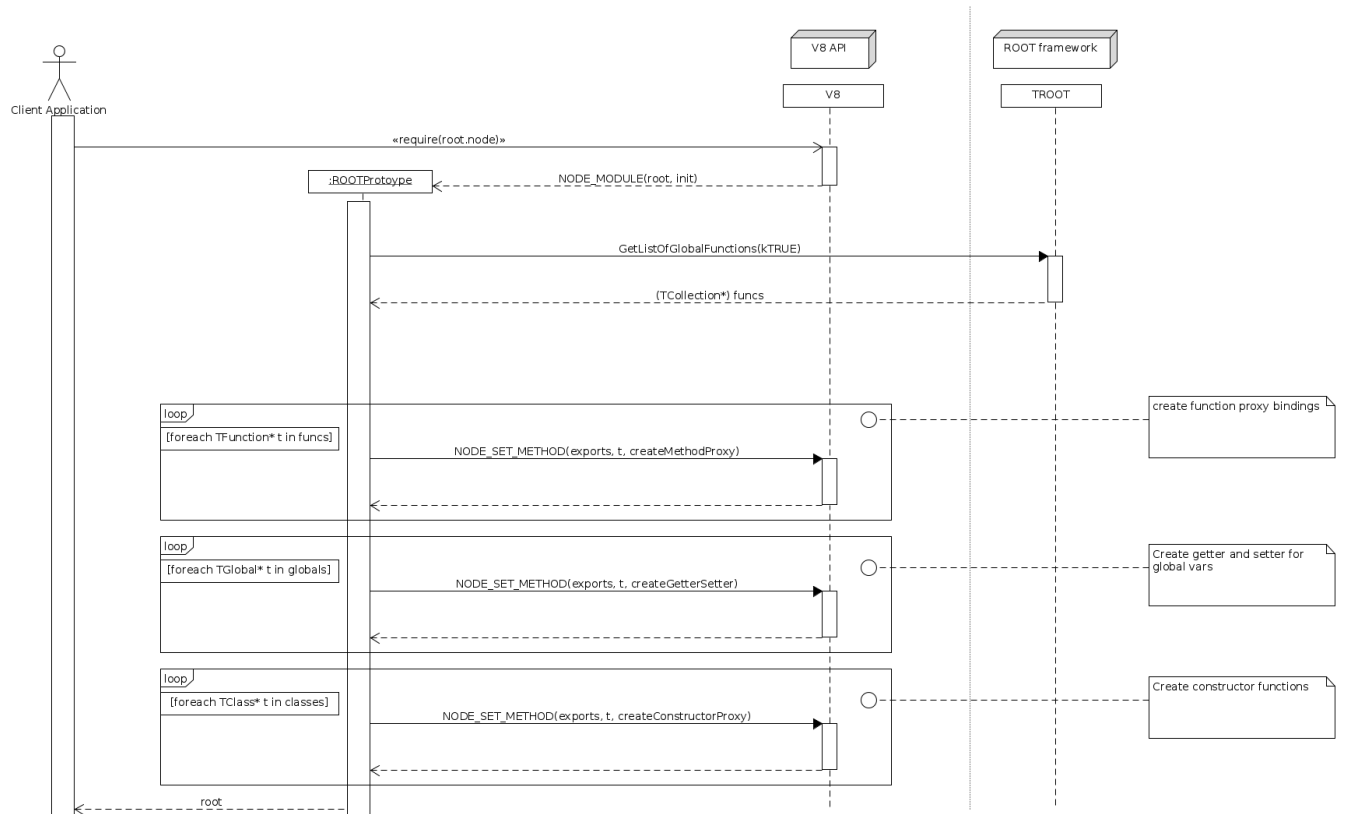 V8 API
ROOT framework
V8
TROOT
Client Application
«require(root.node)»
:ROOTProtoype
NODE_MODULE(root, init)
GetListOfGlobalFunctions(kTRUE)
(TCollection*) funcs
loop
create function proxy bindings
[foreach TFunction* t in funcs]
NODE_SET_METHOD(exports, t, createMethodProxy)
loop
Create getter and setter for
global vars
[foreach TGlobal* t in globals]
NODE_SET_METHOD(exports, t, createGetterSetter)
loop
Create constructor functions
[foreach TClass* t in classes]
NODE_SET_METHOD(exports, t, createConstructorProxy)
root